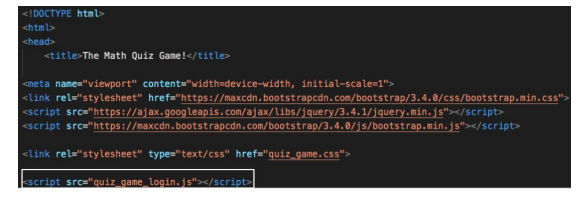 <!DOCTYPE html>
<html>
<head>
<title>The Math Quiz Game!</title>
<meta name="viewport" content="width=device-width, initial-scale=1">
<link rel="stylesheet" href="https://maxcdn.bootstrapcdn.com/bootstrap/3.4.0/css/bootstrap.min.css">
<script src="https://ajax.googleapis.com/ajax/libs/jquery/3.4.1/jquery.min.js"></script>
<script src="https://maxcdn.bootstrapcdn.com/bootstrap/3.4.0/js/bootstrap.min.js"></script>
<link rel="stylesheet" type="text/css" href="quiz_game.css">
<script src="quiz_game_login.js"></script>